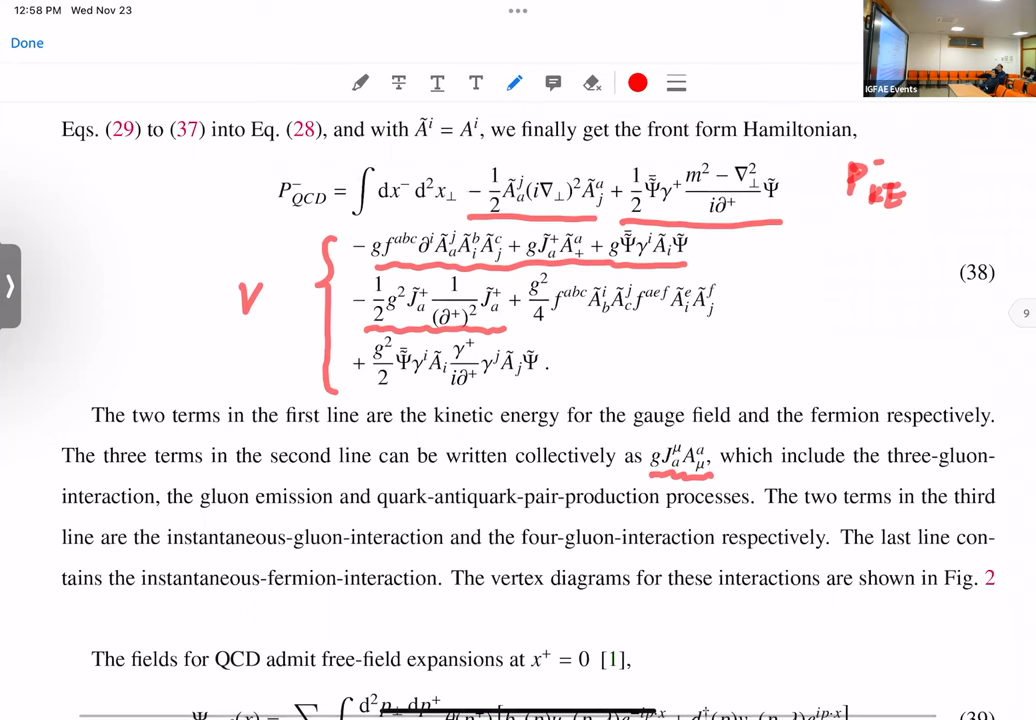 12:58 PM Wed Nov 23
Done
IGFAE Events
Eqs. (29) to (37) into Eq. (28), and with Ã^i = A^i, we finally get the front form Hamiltonian,
P^-_{QCD} = ∫ dx^- d^2x_⊥ − 1/2 Ã^j_a (i∇_⊥)^2 Ã^a_j + 1/2 \bar{Ψ̃} γ^+ (m^2 − ∇^2_⊥)/(i∂^+) Ψ̃
P^-_{KE}
− g f^{abc} ∂^i Ã^j_a Ã^b_i Ã^c_j + g J̃^+_a Ã^a_+ + g \bar{Ψ̃} γ^i Ã_i Ψ̃
V
(38)
− 1/2 g^2 J̃^+_a 1/(∂^+)^2 J̃^+_a + g^2/4 f^{abc} Ã^i_b Ã^j_c f^{aef} Ã^e_i Ã^f_j
+ g^2/2 \bar{Ψ̃} γ^i Ã_i γ^+/(i∂^+) γ^j Ã_j Ψ̃ .
9
The two terms in the first line are the kinetic energy for the gauge field and the fermion respectively.
The three terms in the second line can be written collectively as gJ^μ_a A^a_μ, which include the three-gluon-
interaction, the gluon emission and quark-antiquark-pair-production processes. The two terms in the third
line are the instantaneous-gluon-interaction and the four-gluon-interaction respectively. The last line con-
tains the instantaneous-fermion-interaction. The vertex diagrams for these interactions are shown in Fig. 2
The fields for QCD admit free-field expansions at x^+ = 0 [1],